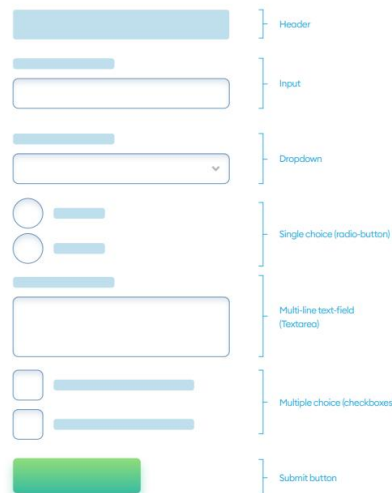 Header
Input
Dropdown
Single choice (radio-button)
Multi-line text-field
(Textarea)
Multiple choice (checkboxes
Submit button